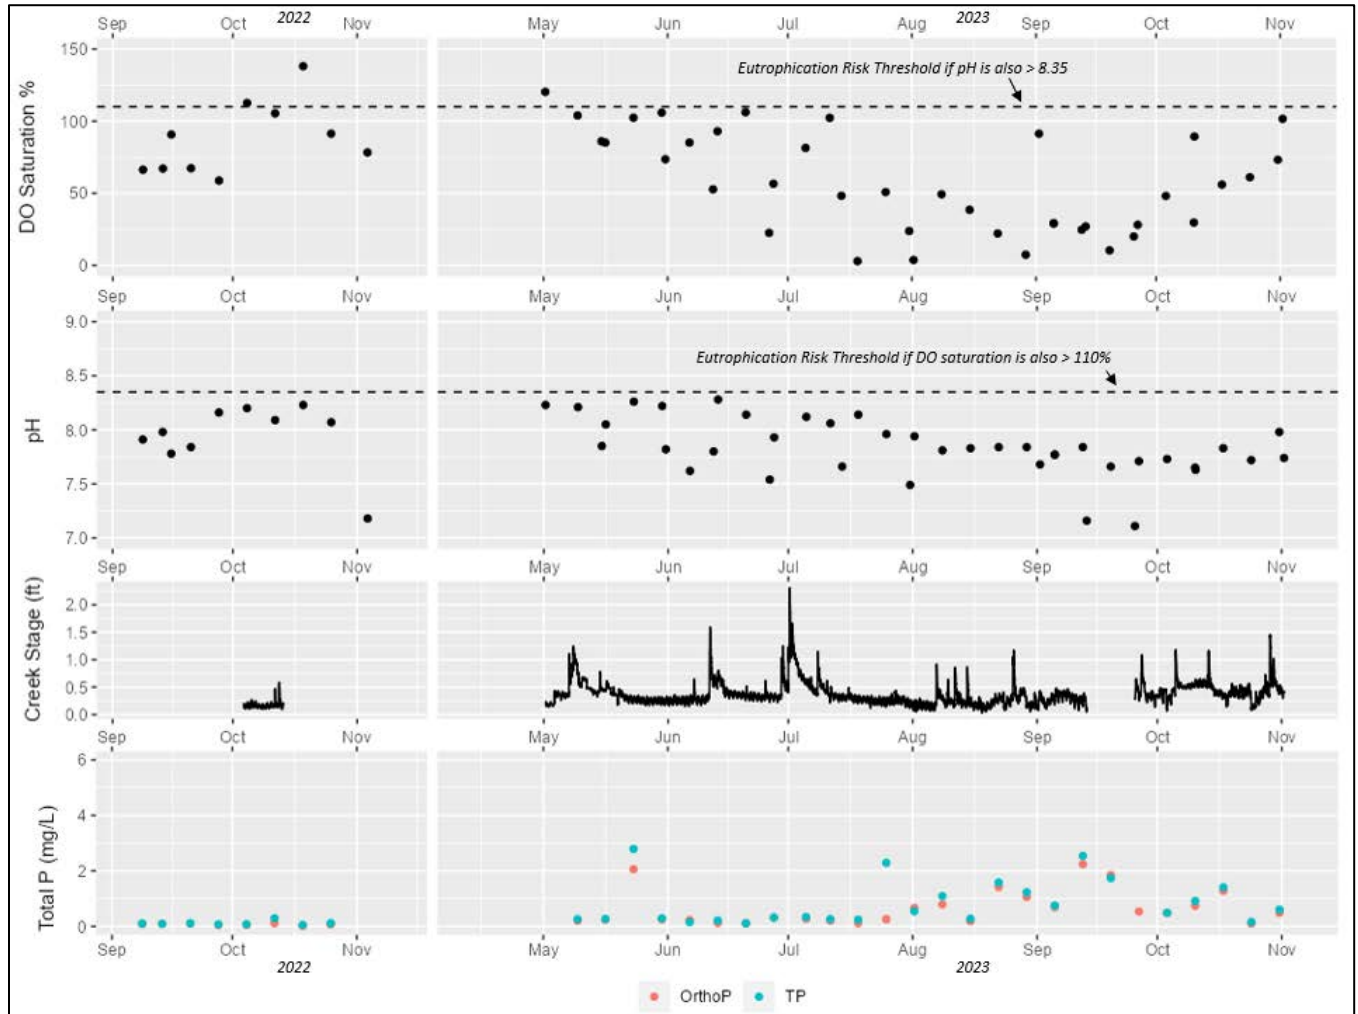 2022 2023
Sep Oct Nov May Jun Jul Aug Sep Oct Nov
DO Saturation %
150
100
50
0
Eutrophication Risk Threshold if pH is also > 8.35
Sep Oct Nov May Jun Jul Aug Sep Oct Nov
pH
9.0
8.5
8.0
7.5
7.0
Eutrophication Risk Threshold if DO saturation is also > 110%
Sep Oct Nov May Jun Jul Aug Sep Oct Nov
Creek Stage (ft)
2.0
1.5
1.0
0.5
0.0
Sep Oct Nov May Jun Jul Aug Sep Oct Nov
Total P (mg/L)
6
4
2
0
Sep Oct Nov May Jun Jul Aug Sep Oct Nov
2022 2023
OrthoP TP